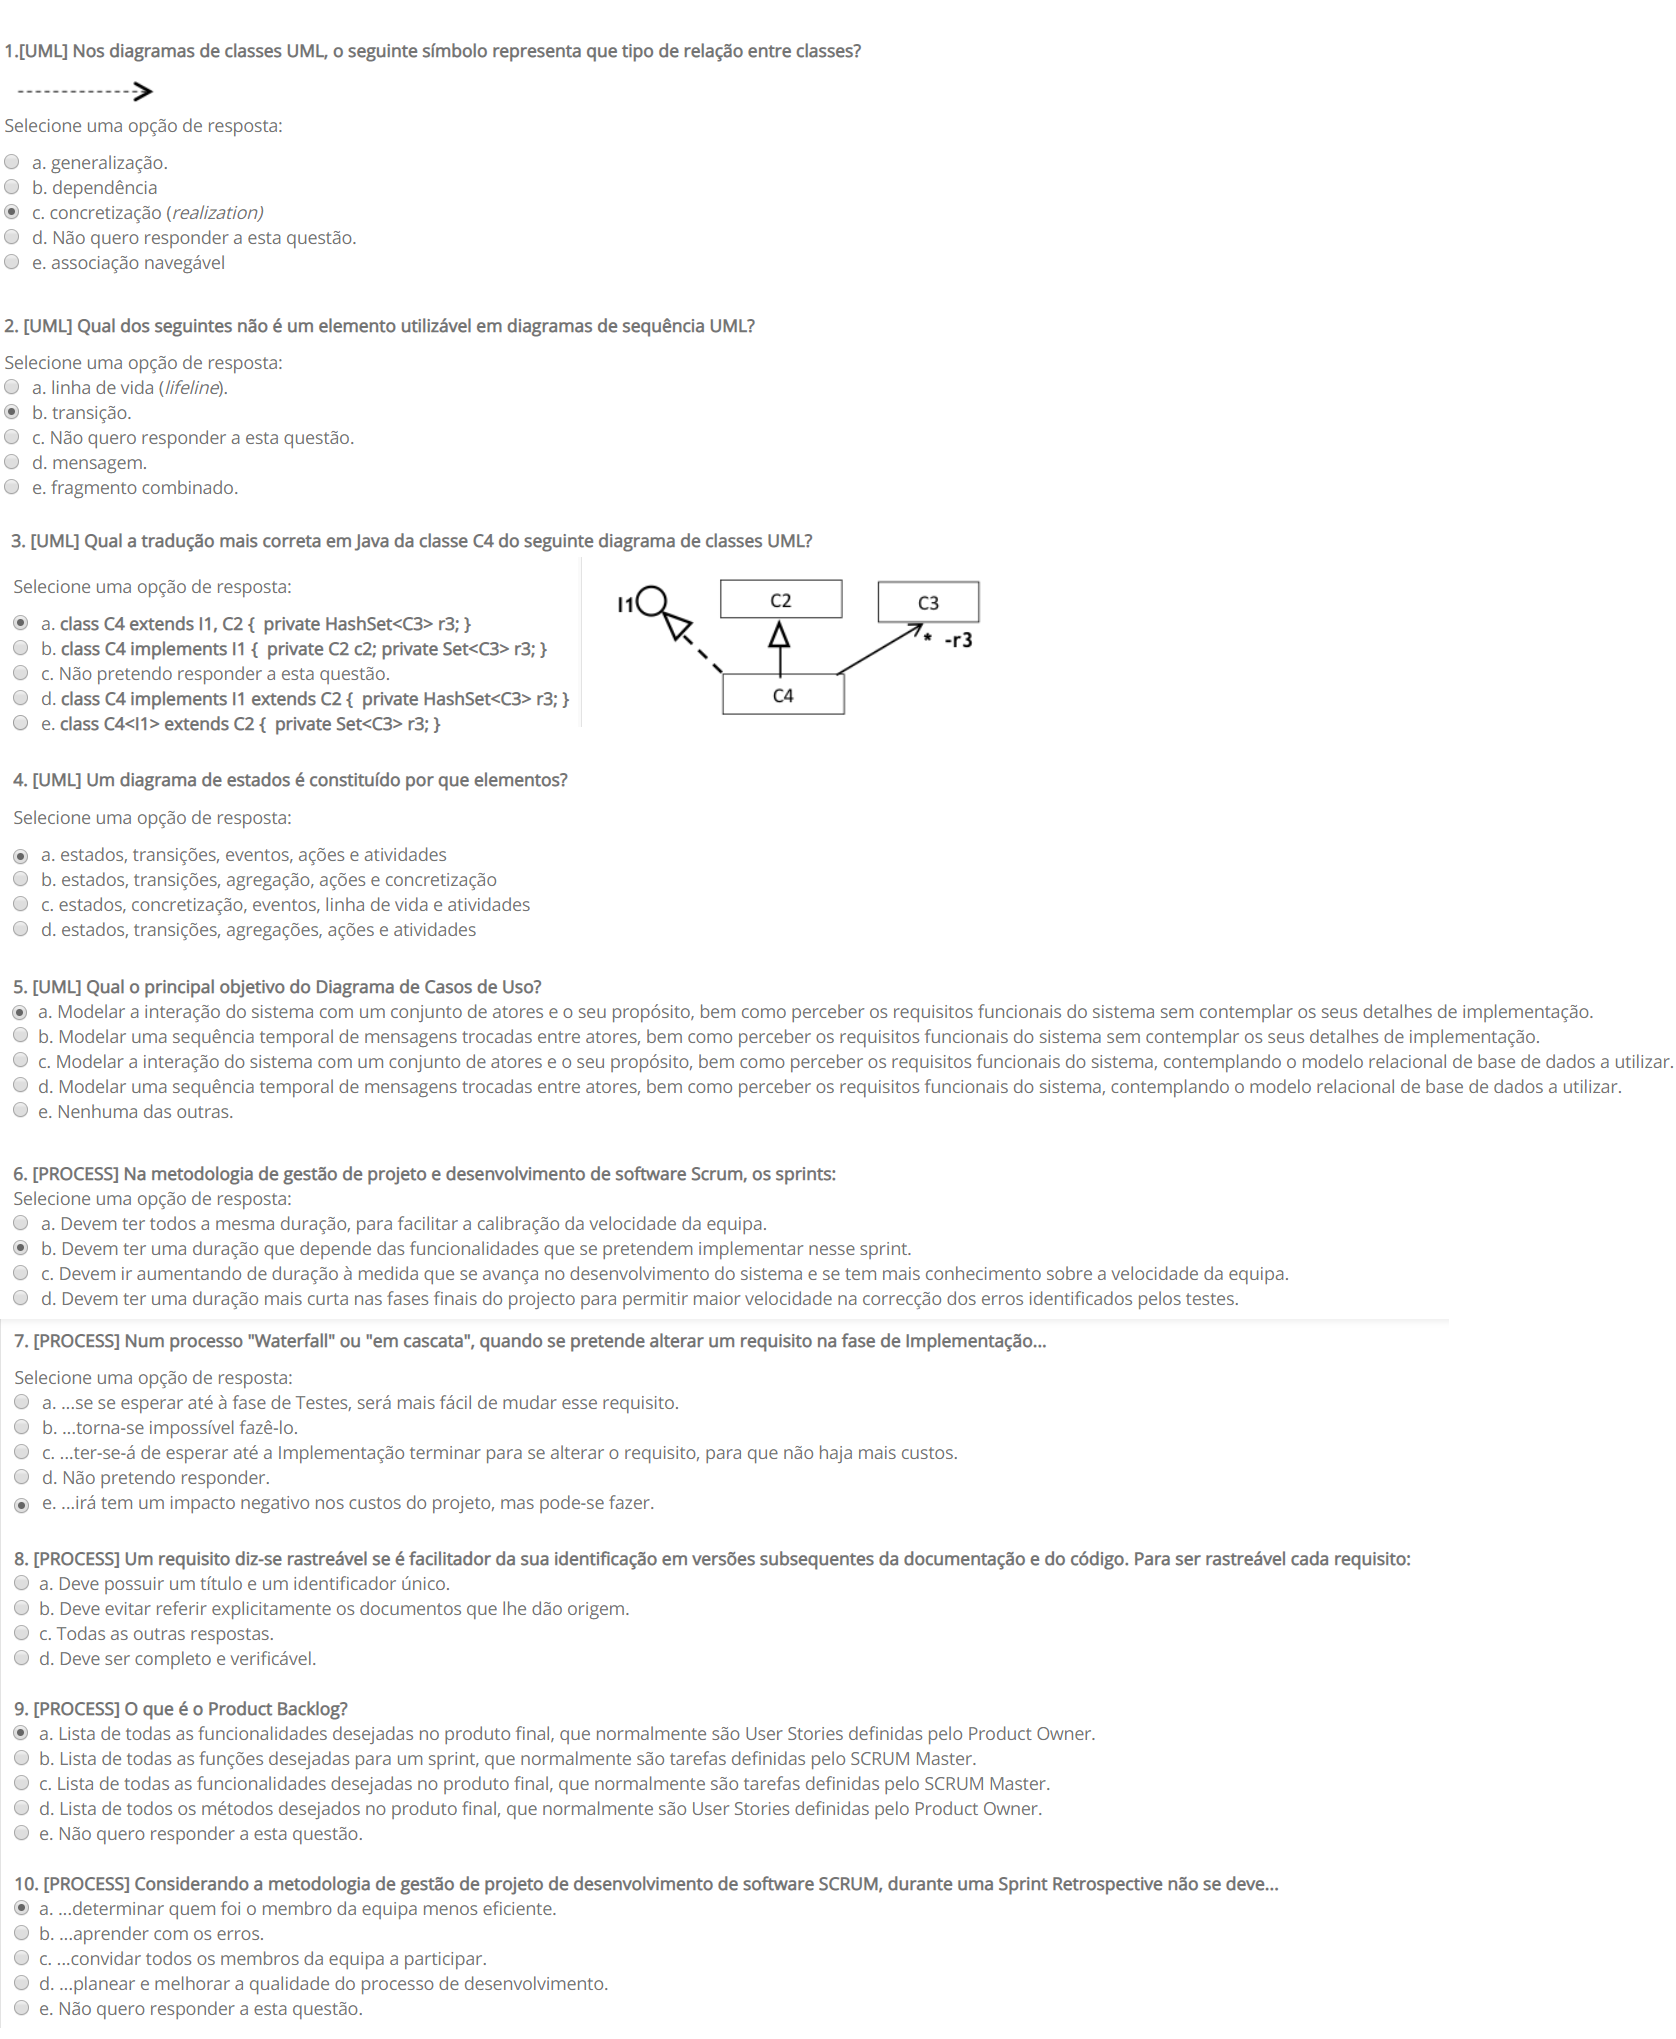 1.[UML] Nos diagramas de classes UML, o seguinte símbolo representa que tipo de relação entre classes?
Selecione uma opção de resposta:
a. generalização.
b. dependência
c. concretização (realization)
d. Não quero responder a esta questão.
e. associação navegável
2. [UML] Qual dos seguintes não é um elemento utilizável em diagramas de sequência UML?
Selecione uma opção de resposta:
a. linha de vida (lifeline).
b. transição.
c. Não quero responder a esta questão.
d. mensagem.
e. fragmento combinado.
3. [UML] Qual a tradução mais correta em Java da classe C4 do seguinte diagrama de classes UML?
Selecione uma opção de resposta:
a. class C4 extends I1, C2 { private HashSet<C3> r3; }
b. class C4 implements I1 { private C2 c2; private Set<C3> r3; }
c. Não pretendo responder a esta questão.
d. class C4 implements I1 extends C2 { private HashSet<C3> r3; }
e. class C4<I1> extends C2 { private Set<C3> r3; }
I1
C2
C3
* -r3
C4
4. [UML] Um diagrama de estados é constituído por que elementos?
Selecione uma opção de resposta:
a. estados, transições, eventos, ações e atividades
b. estados, transições, agregação, ações e concretização
c. estados, concretização, eventos, linha de vida e atividades
d. estados, transições, agregações, ações e atividades
5. [UML] Qual o principal objetivo do Diagrama de Casos de Uso?
a. Modelar a interação do sistema com um conjunto de atores e o seu propósito, bem como perceber os requisitos funcionais do sistema sem contemplar os seus detalhes de implementação.
b. Modelar uma sequência temporal de mensagens trocadas entre atores, bem como perceber os requisitos funcionais do sistema sem contemplar os seus detalhes de implementação.
c. Modelar a interação do sistema com um conjunto de atores e o seu propósito, bem como perceber os requisitos funcionais do sistema, contemplando o modelo relacional de base de dados a utilizar.
d. Modelar uma sequência temporal de mensagens trocadas entre atores, bem como perceber os requisitos funcionais do sistema, contemplando o modelo relacional de base de dados a utilizar.
e. Nenhuma das outras.
6. [PROCESS] Na metodologia de gestão de projeto e desenvolvimento de software Scrum, os sprints:
Selecione uma opção de resposta:
a. Devem ter todos a mesma duração, para facilitar a calibração da velocidade da equipa.
b. Devem ter uma duração que depende das funcionalidades que se pretendem implementar nesse sprint.
c. Devem ir aumentando de duração à medida que se avança no desenvolvimento do sistema e se tem mais conhecimento sobre a velocidade da equipa.
d. Devem ter uma duração mais curta nas fases finais do projecto para permitir maior velocidade na correcção dos erros identificados pelos testes.
7. [PROCESS] Num processo "Waterfall" ou "em cascata", quando se pretende alterar um requisito na fase de Implementação...
Selecione uma opção de resposta:
a. ...se se esperar até à fase de Testes, será mais fácil de mudar esse requisito.
b. ...torna-se impossível fazê-lo.
c. ...ter-se-á de esperar até a Implementação terminar para se alterar o requisito, para que não haja mais custos.
d. Não pretendo responder.
e. ...irá tem um impacto negativo nos custos do projeto, mas pode-se fazer.
8. [PROCESS] Um requisito diz-se rastreável se é facilitador da sua identificação em versões subsequentes da documentação e do código. Para ser rastreável cada requisito:
a. Deve possuir um título e um identificador único.
b. Deve evitar referir explicitamente os documentos que lhe dão origem.
c. Todas as outras respostas.
d. Deve ser completo e verificável.
9. [PROCESS] O que é o Product Backlog?
a. Lista de todas as funcionalidades desejadas no produto final, que normalmente são User Stories definidas pelo Product Owner.
b. Lista de todas as funções desejadas para um sprint, que normalmente são tarefas definidas pelo SCRUM Master.
c. Lista de todas as funcionalidades desejadas no produto final, que normalmente são tarefas definidas pelo SCRUM Master.
d. Lista de todos os métodos desejados no produto final, que normalmente são User Stories definidas pelo Product Owner.
e. Não quero responder a esta questão.
10. [PROCESS] Considerando a metodologia de gestão de projeto de desenvolvimento de software SCRUM, durante uma Sprint Retrospective não se deve...
a. ...determinar quem foi o membro da equipa menos eficiente.
b. ...aprender com os erros.
c. ...convidar todos os membros da equipa a participar.
d. ...planear e melhorar a qualidade do processo de desenvolvimento.
e. Não quero responder a esta questão.